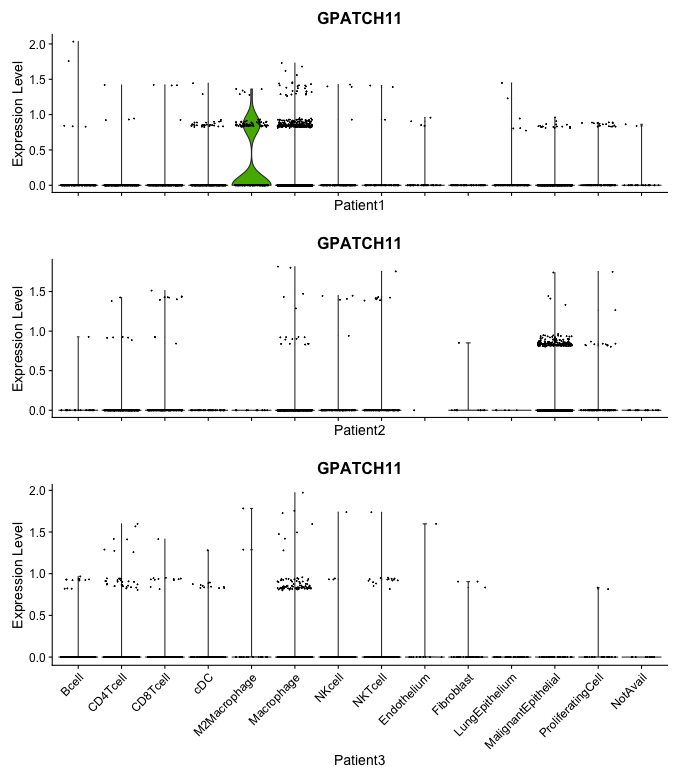 GPATCH11
Expression Level
2.0
1.5
1.0
0.5
0.0
Patient1
GPATCH11
Expression Level
1.5
1.0
0.5
0.0
Patient2
GPATCH11
Expression Level
2.0
1.5
1.0
0.5
0.0
Bcell
CD4Tcell
CD8Tcell
cDC
M2Macrophage
Macrophage
NKcell
NKTcell
Endothelium
Fibroblast
LungEpithelium
MalignantEpithelial
ProliferatingCell
NotAvail
Patient3